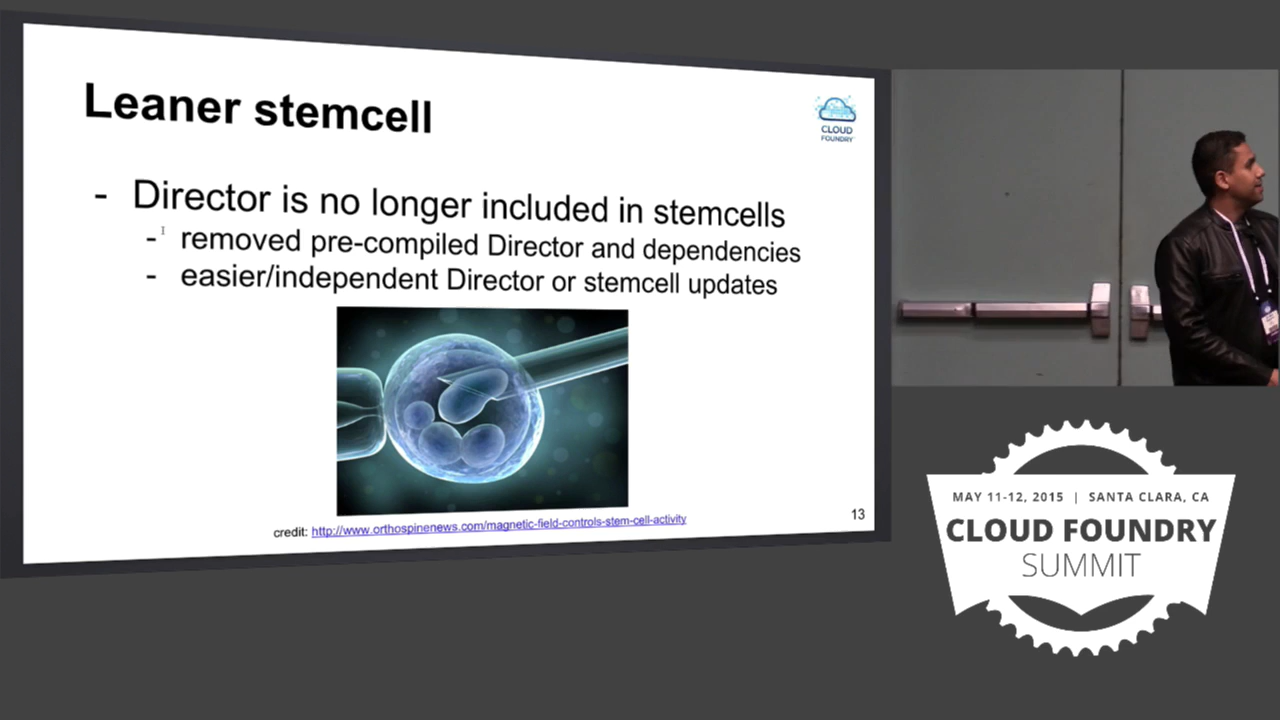 Leaner stemcell
CLOUD
FOUNDRY
- Director is no longer included in stemcells
- removed pre-compiled Director and dependencies
- easier/independent Director or stemcell updates
credit: http://www.orthospinenews.com/magnetic-field-controls-stem-cell-activity
13
MAY 11-12, 2015 | SANTA CLARA, CA
CLOUD FOUNDRY
SUMMIT